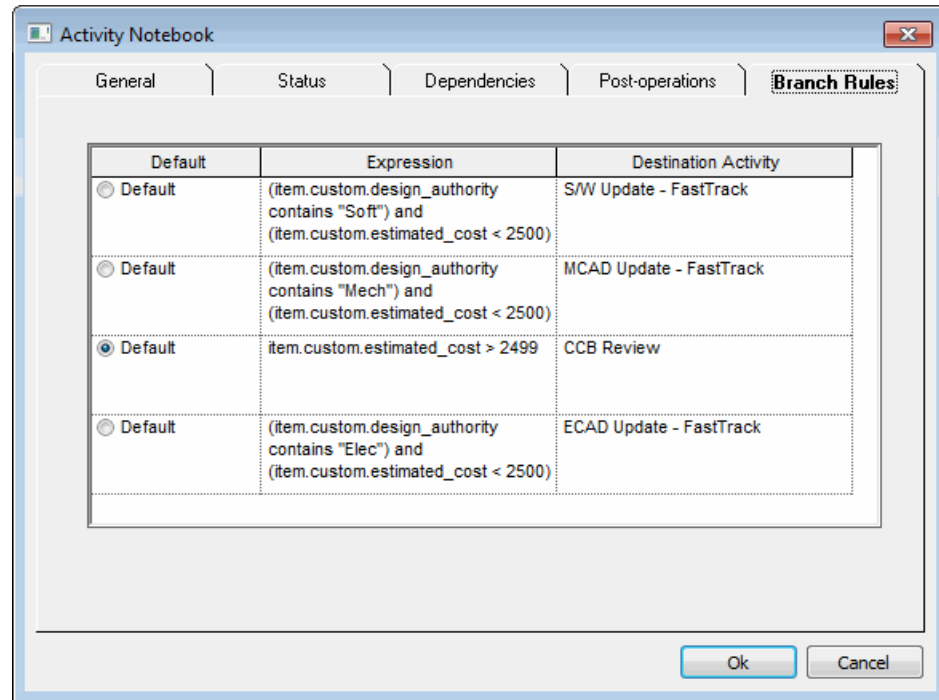 Activity Notebook
General Status Dependencies Post-operations Branch Rules
Default Expression Destination Activity
Default (item.custom.design_authority S/W Update - FastTrack
contains "Soft") and
(item.custom.estimated_cost < 2500)
Default (item.custom.design_authority MCAD Update - FastTrack
contains "Mech") and
(item.custom.estimated_cost < 2500)
Default item.custom.estimated_cost > 2499 CCB Review
Default (item.custom.design_authority ECAD Update - FastTrack
contains "Elec") and
(item.custom.estimated_cost < 2500)
Ok Cancel